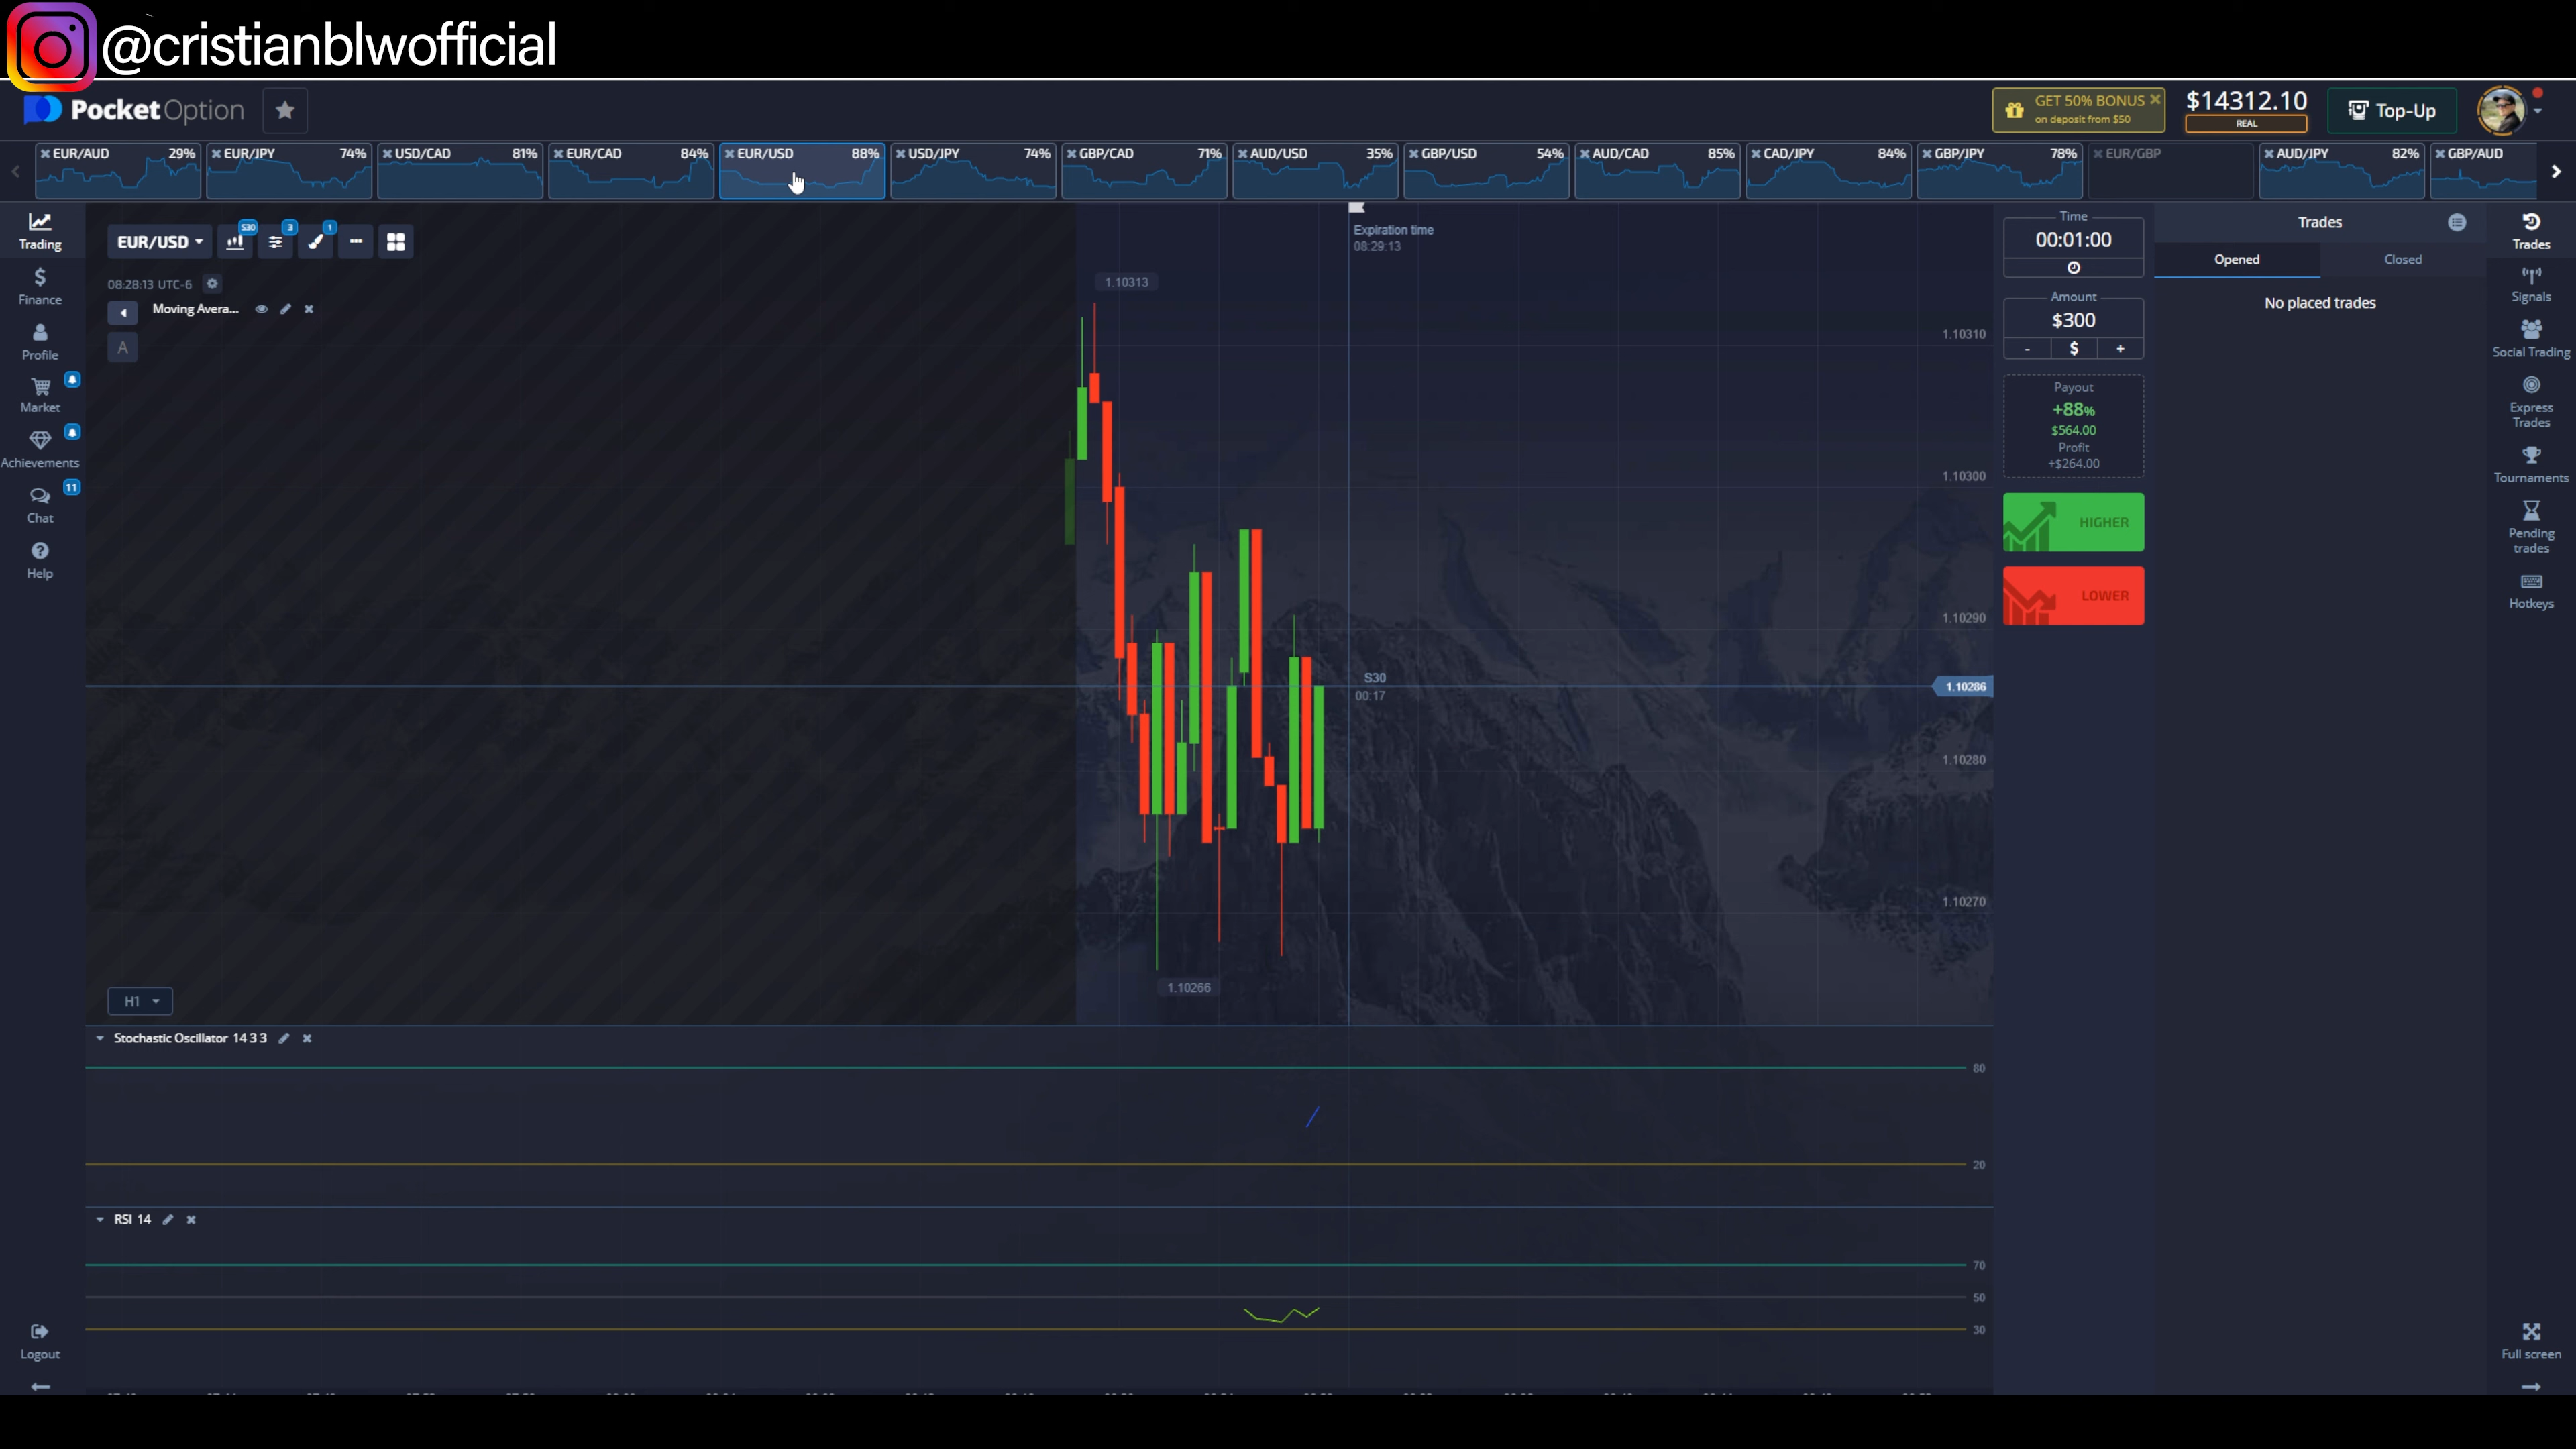 @cristianblwofficial
PocketOption
GET 50% BONUS
on deposit from $50
$14312.10
REAL
Top-Up
EUR/AUD 29%
EUR/JPY 74%
USD/CAD 81%
EUR/CAD 84%
EUR/USD 88%
USD/JPY 74%
GBP/CAD 71%
AUD/USD 35%
GBP/USD 54%
AUD/CAD 85%
CAD/JPY 84%
GBP/JPY 78%
EUR/GBP
AUD/JPY 82%
GBP/AUD
Trading
Finance
Profile
Market
Achievements
11
Chat
Help
Logout
EUR/USD
S30
3
1
08:28:13 UTC-6
Moving Avera...
A
Expiration time
08:29:13
1.10313
1.10310
1.10300
1.10290
S30
00:17
1.10286
1.10280
1.10270
1.10266
H1
Stochastic Oscillator 14 3 3
80
20
RSI 14
70
50
30
Time
00:01:00
Amount
$300
- $ +
Payout
+88%
$564.00
Profit
+$264.00
HIGHER
LOWER
Trades
Opened
Closed
No placed trades
Trades
Signals
Social Trading
Express
Trades
Tournaments
Pending
trades
Hotkeys
Full screen